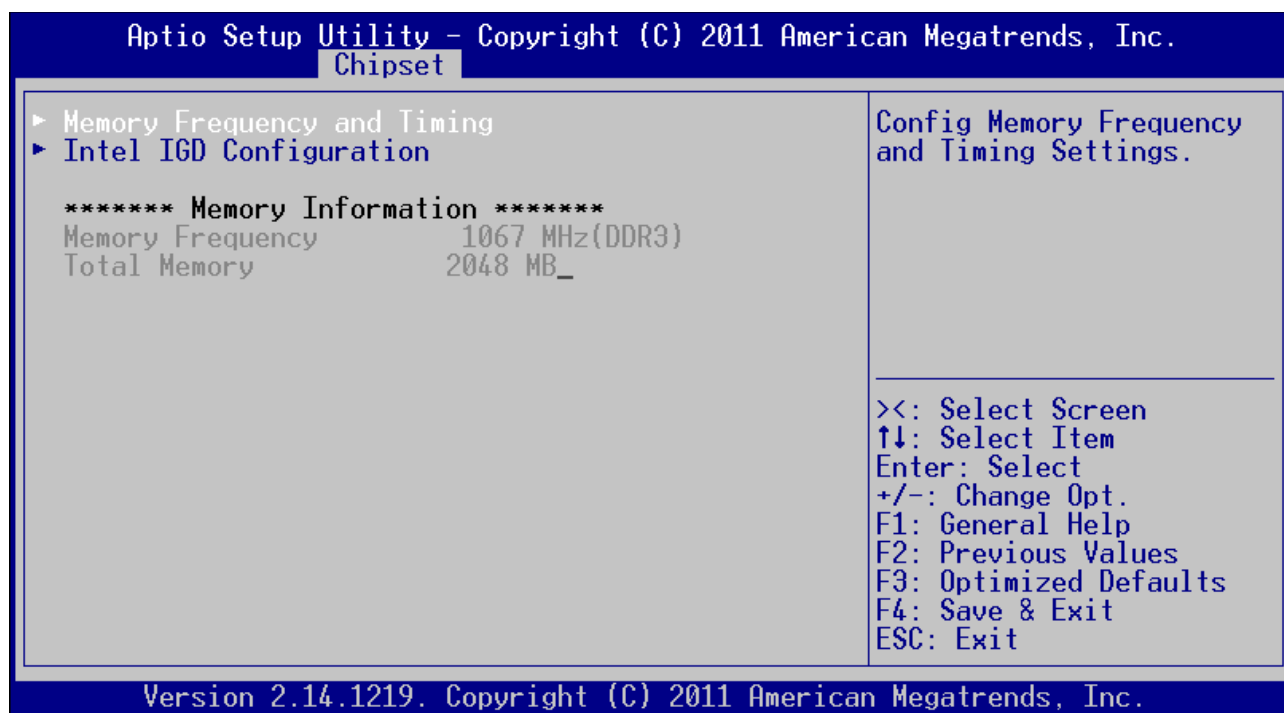 Aptio Setup Utility – Copyright (C) 2011 American Megatrends, Inc.
Chipset
► Memory Frequency and Timing
► Intel IGD Configuration
******* Memory Information *******
Memory Frequency 1067 MHz(DDR3)
Total Memory 2048 MB_
Config Memory Frequency
and Timing Settings.
><: Select Screen
↑↓: Select Item
Enter: Select
+/-: Change Opt.
F1: General Help
F2: Previous Values
F3: Optimized Defaults
F4: Save & Exit
ESC: Exit
Version 2.14.1219. Copyright (C) 2011 American Megatrends, Inc.